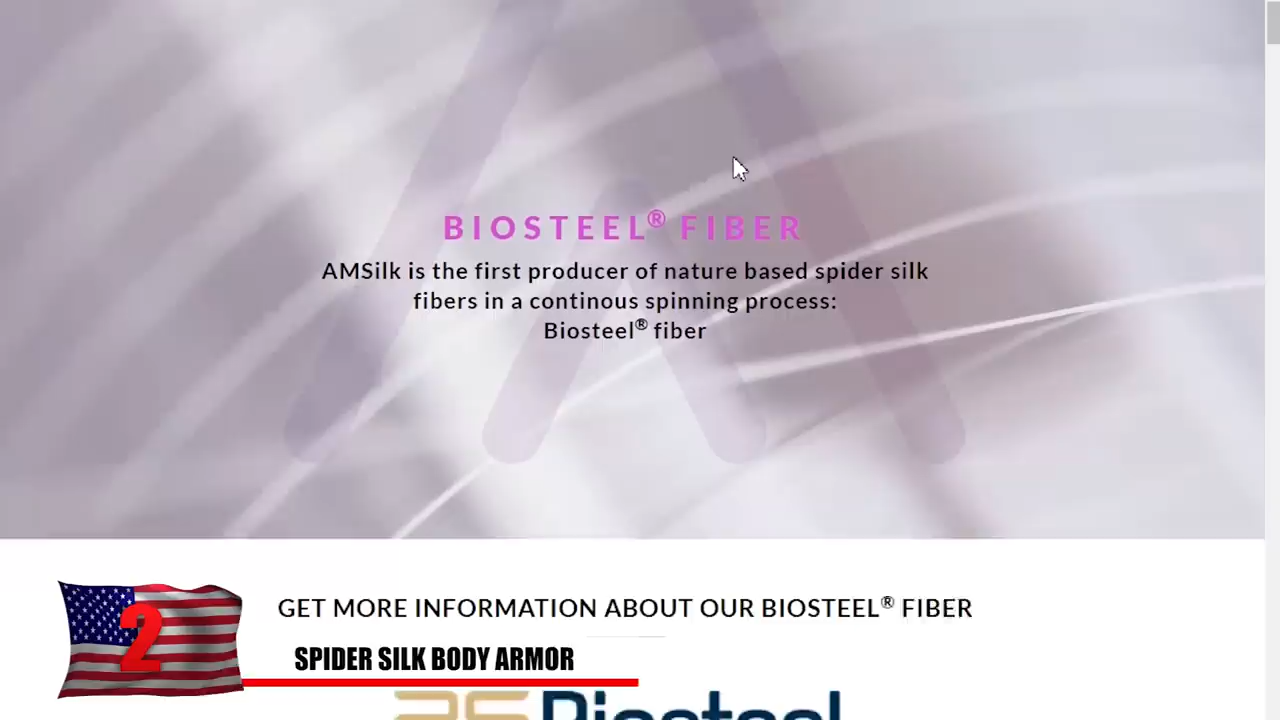 BIOSTEEL® FIBER
AMSilk is the first producer of nature based spider silk
fibers in a continous spinning process:
Biosteel® fiber
GET MORE INFORMATION ABOUT OUR BIOSTEEL® FIBER
2
SPIDER SILK BODY ARMOR
Biosteel